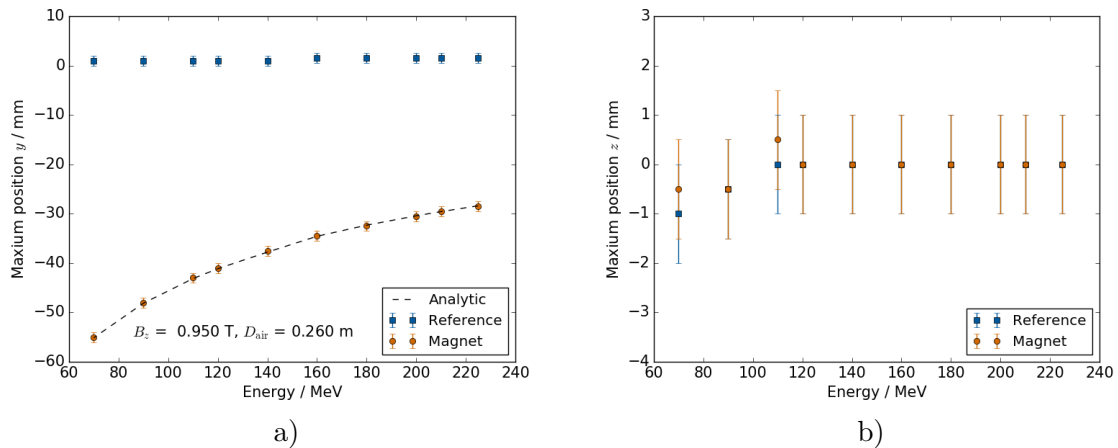 10
0
−10
−20
−30
−40
−50
−60
Maxium position y / mm
B_z = 0.950 T, D_air = 0.260 m
Analytic
Reference
Magnet
60 80 100 120 140 160 180 200 220 240
Energy / MeV
a)
3
2
1
0
−1
−2
−3
−4
Maxium position z / mm
Reference
Magnet
60 80 100 120 140 160 180 200 220 240
Energy / MeV
b)